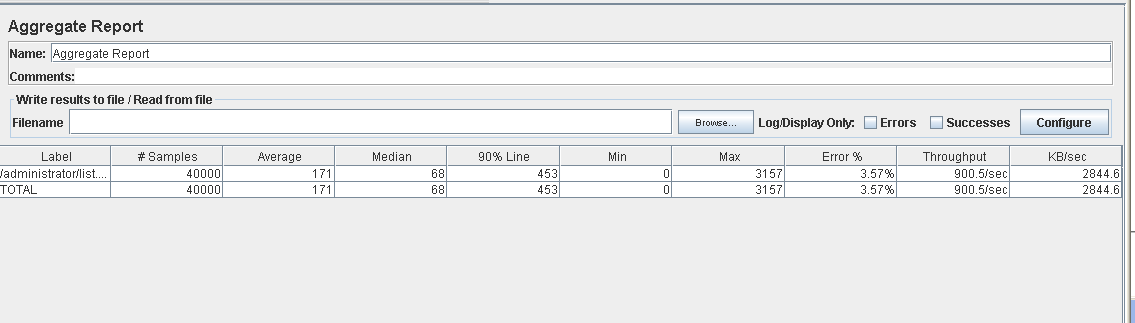 Aggregate Report
Name: Aggregate Report
Comments:
Write results to file / Read from file
Filename Browse... Log/Display Only: Errors Successes Configure
Label # Samples Average Median 90% Line Min Max Error % Throughput KB/sec
/administrator/list.... 40000 171 68 453 0 3157 3.57% 900.5/sec 2844.6
TOTAL 40000 171 68 453 0 3157 3.57% 900.5/sec 2844.6